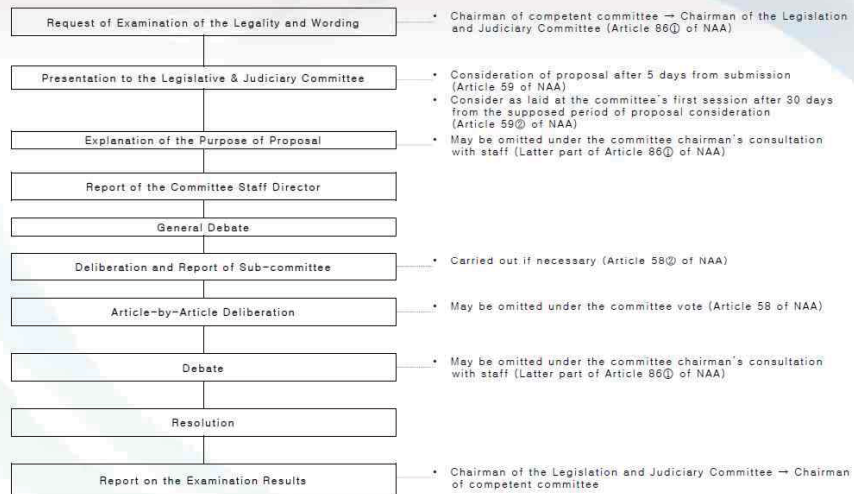 Request of Examination of the Legality and Wording
• Chairman of competent committee → Chairman of the Legislation
and Judiciary Committee (Article 86① of NAA)
Presentation to the Legislative & Judiciary Committee
• Consideration of proposal after 5 days from submission
(Article 59 of NAA)
• Consider as laid at the committee's first session after 30 days
from the supposed period of proposal consideration
(Article 59② of NAA)
Explanation of the Purpose of Proposal
• May be omitted under the committee chairman's consultation
with staff (Latter part of Article 86① of NAA)
Report of the Committee Staff Director
General Debate
Deliberation and Report of Sub-committee
• Carried out if necessary (Article 58② of NAA)
Article-by-Article Deliberation
• May be omitted under the committee vote (Article 58 of NAA)
Debate
• May be omitted under the committee chairman's consultation
with staff (Latter part of Article 86① of NAA)
Resolution
Report on the Examination Results
• Chairman of the Legislation and Judiciary Committee → Chairman
of competent committee